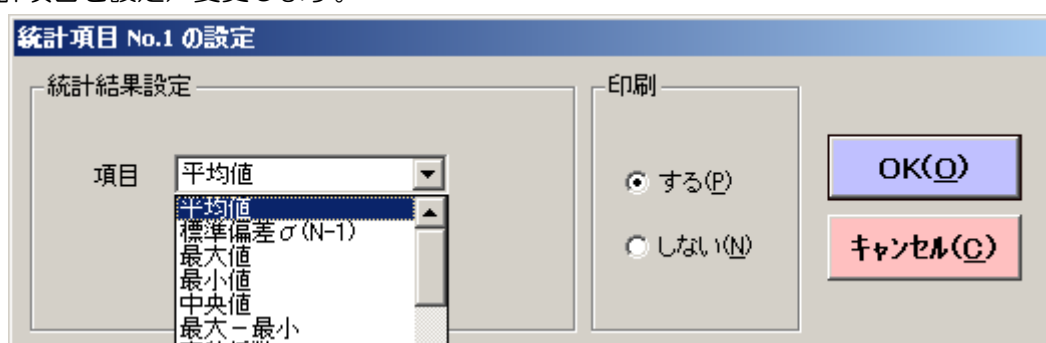 統計項目 No.1 の設定
統計結果設定
項目
平均値
平均値
標準偏差σ(N-1)
最大値
最小値
中央値
最大－最小
印刷
する(P)
しない(N)
OK(O)
キャンセル(C)